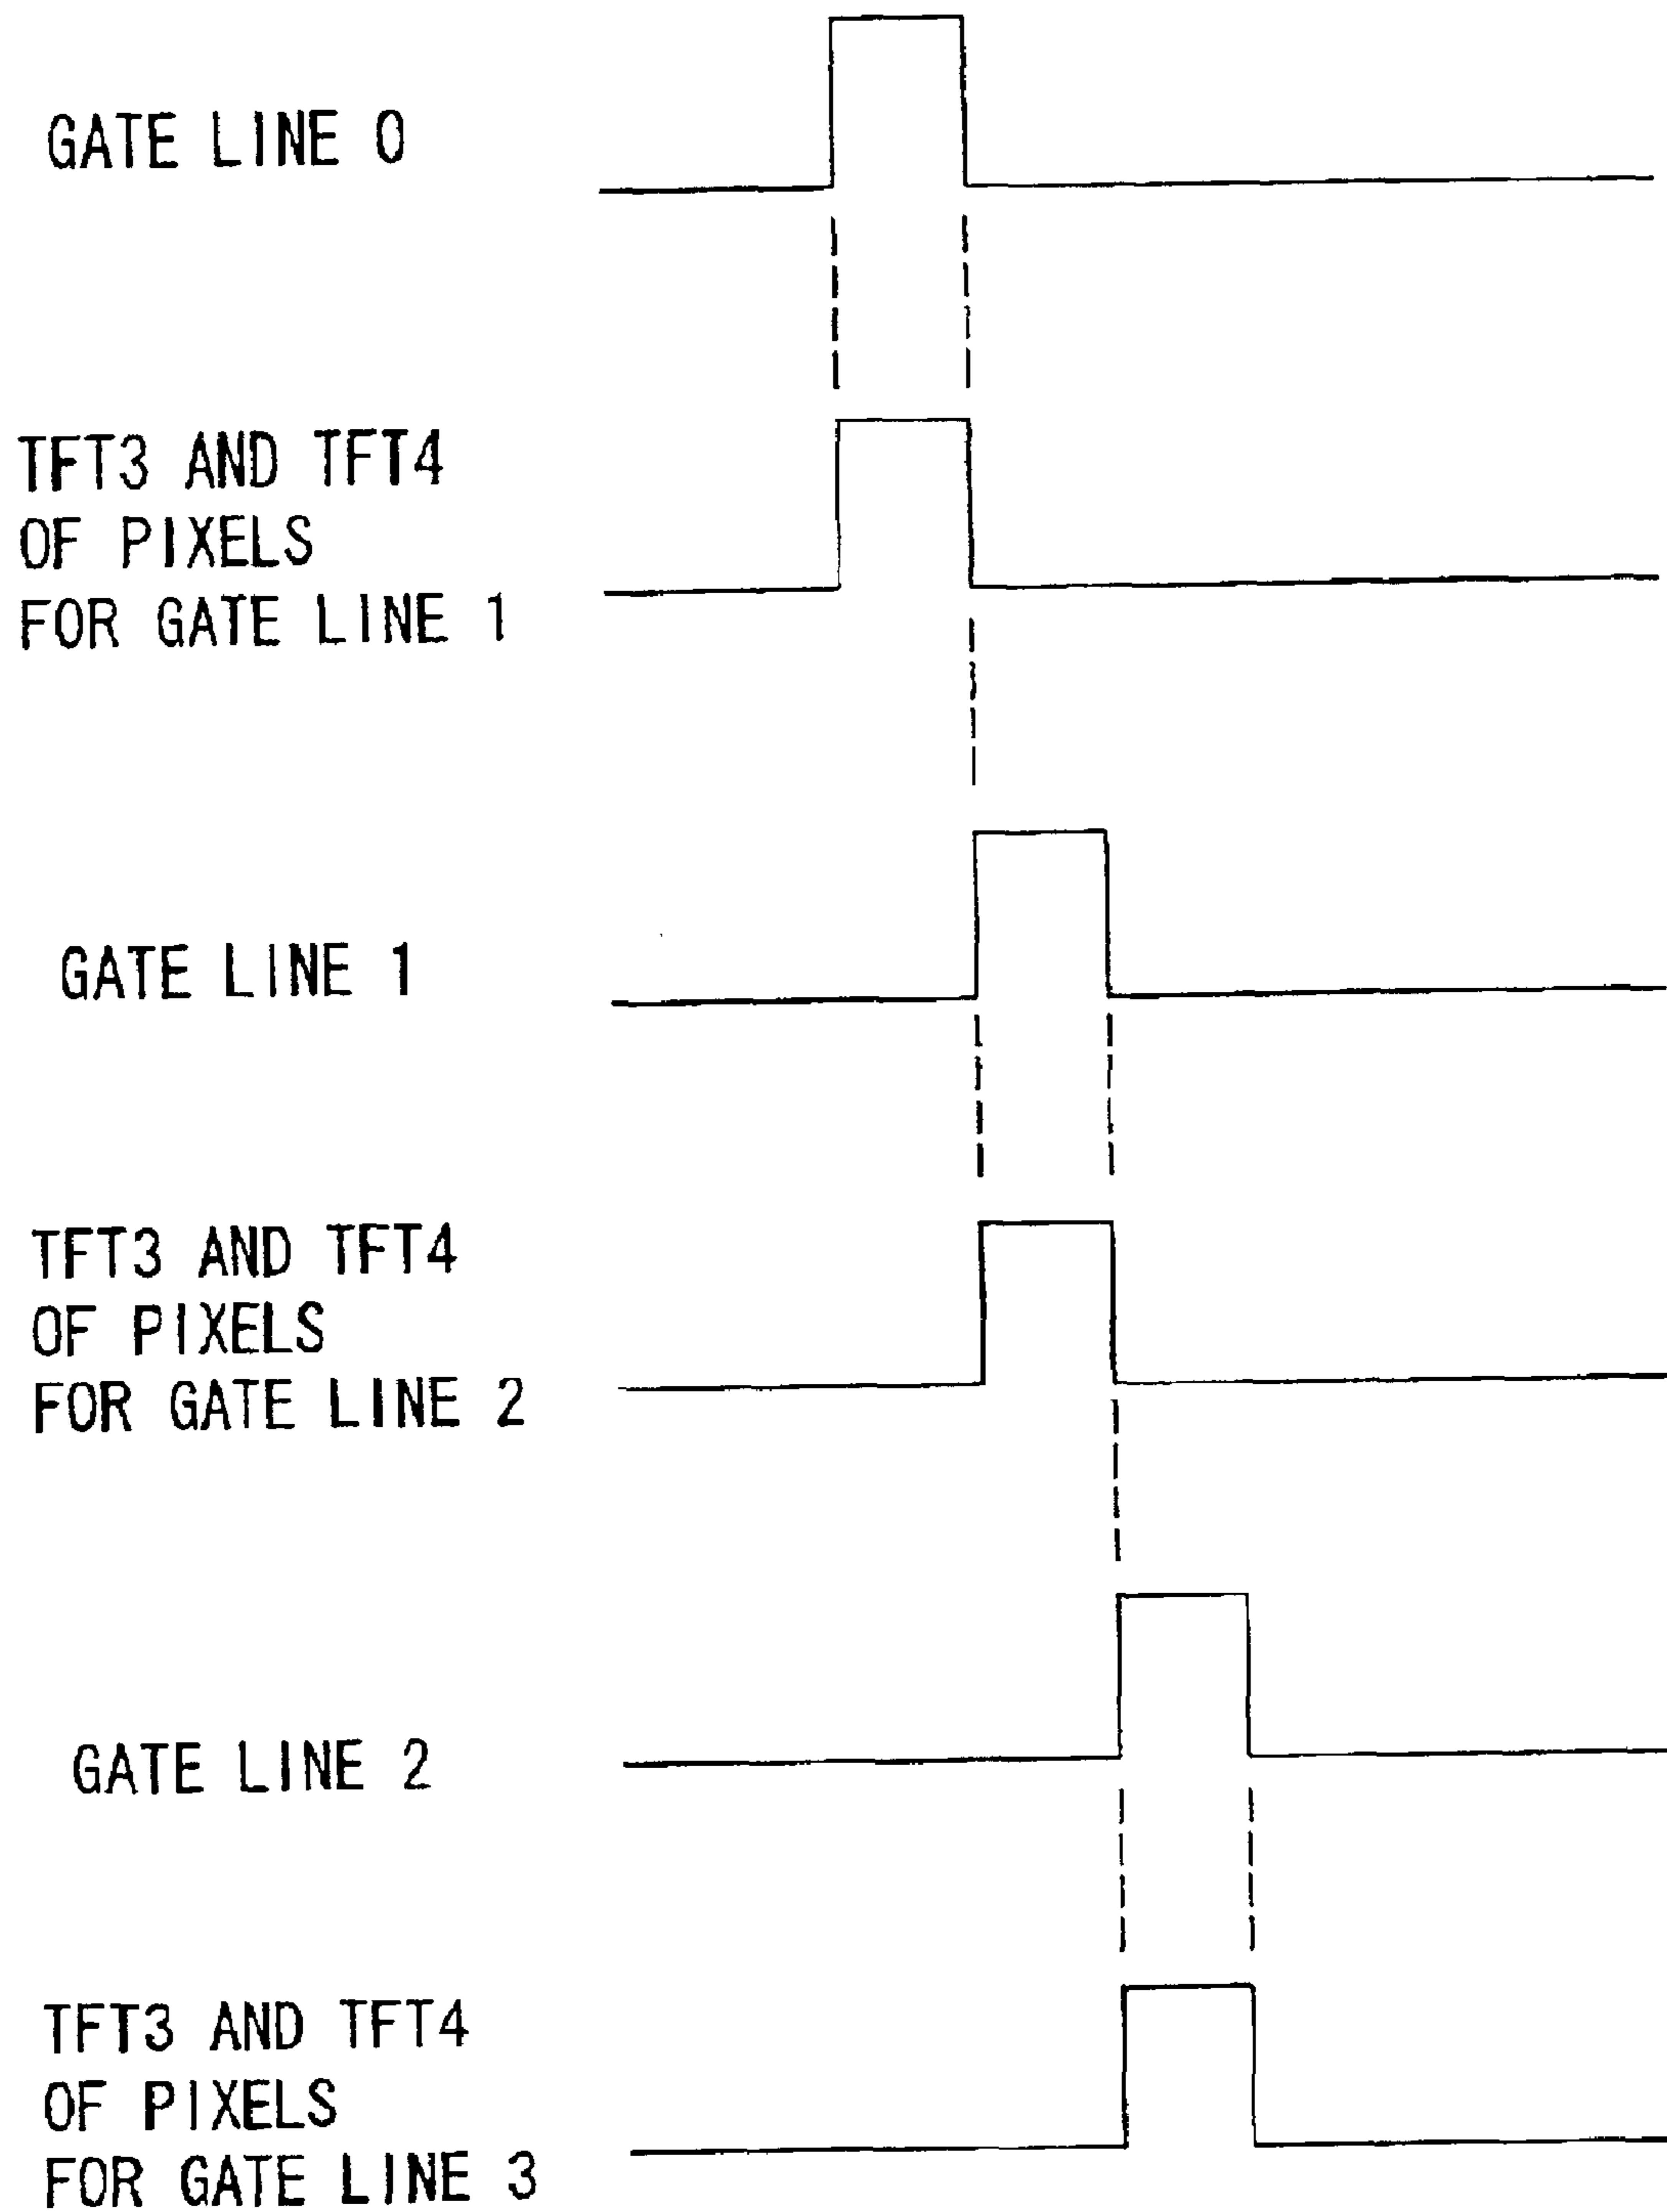 GATE LINE 0
TFT3 AND TFT4
OF PIXELS
FOR GATE LINE 1
GATE LINE 1
TFT3 AND TFT4
OF PIXELS
FOR GATE LINE 2
GATE LINE 2
TFT3 AND TFT4
OF PIXELS
FOR GATE LINE 3